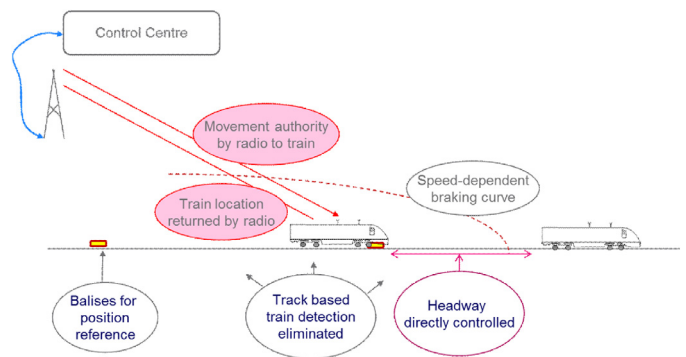 Control Centre
Movement authority
by radio to train
Speed-dependent
braking curve
Train location
returned by radio
Balises for
position
reference
Track based
train detection
eliminated
Headway
directly controlled